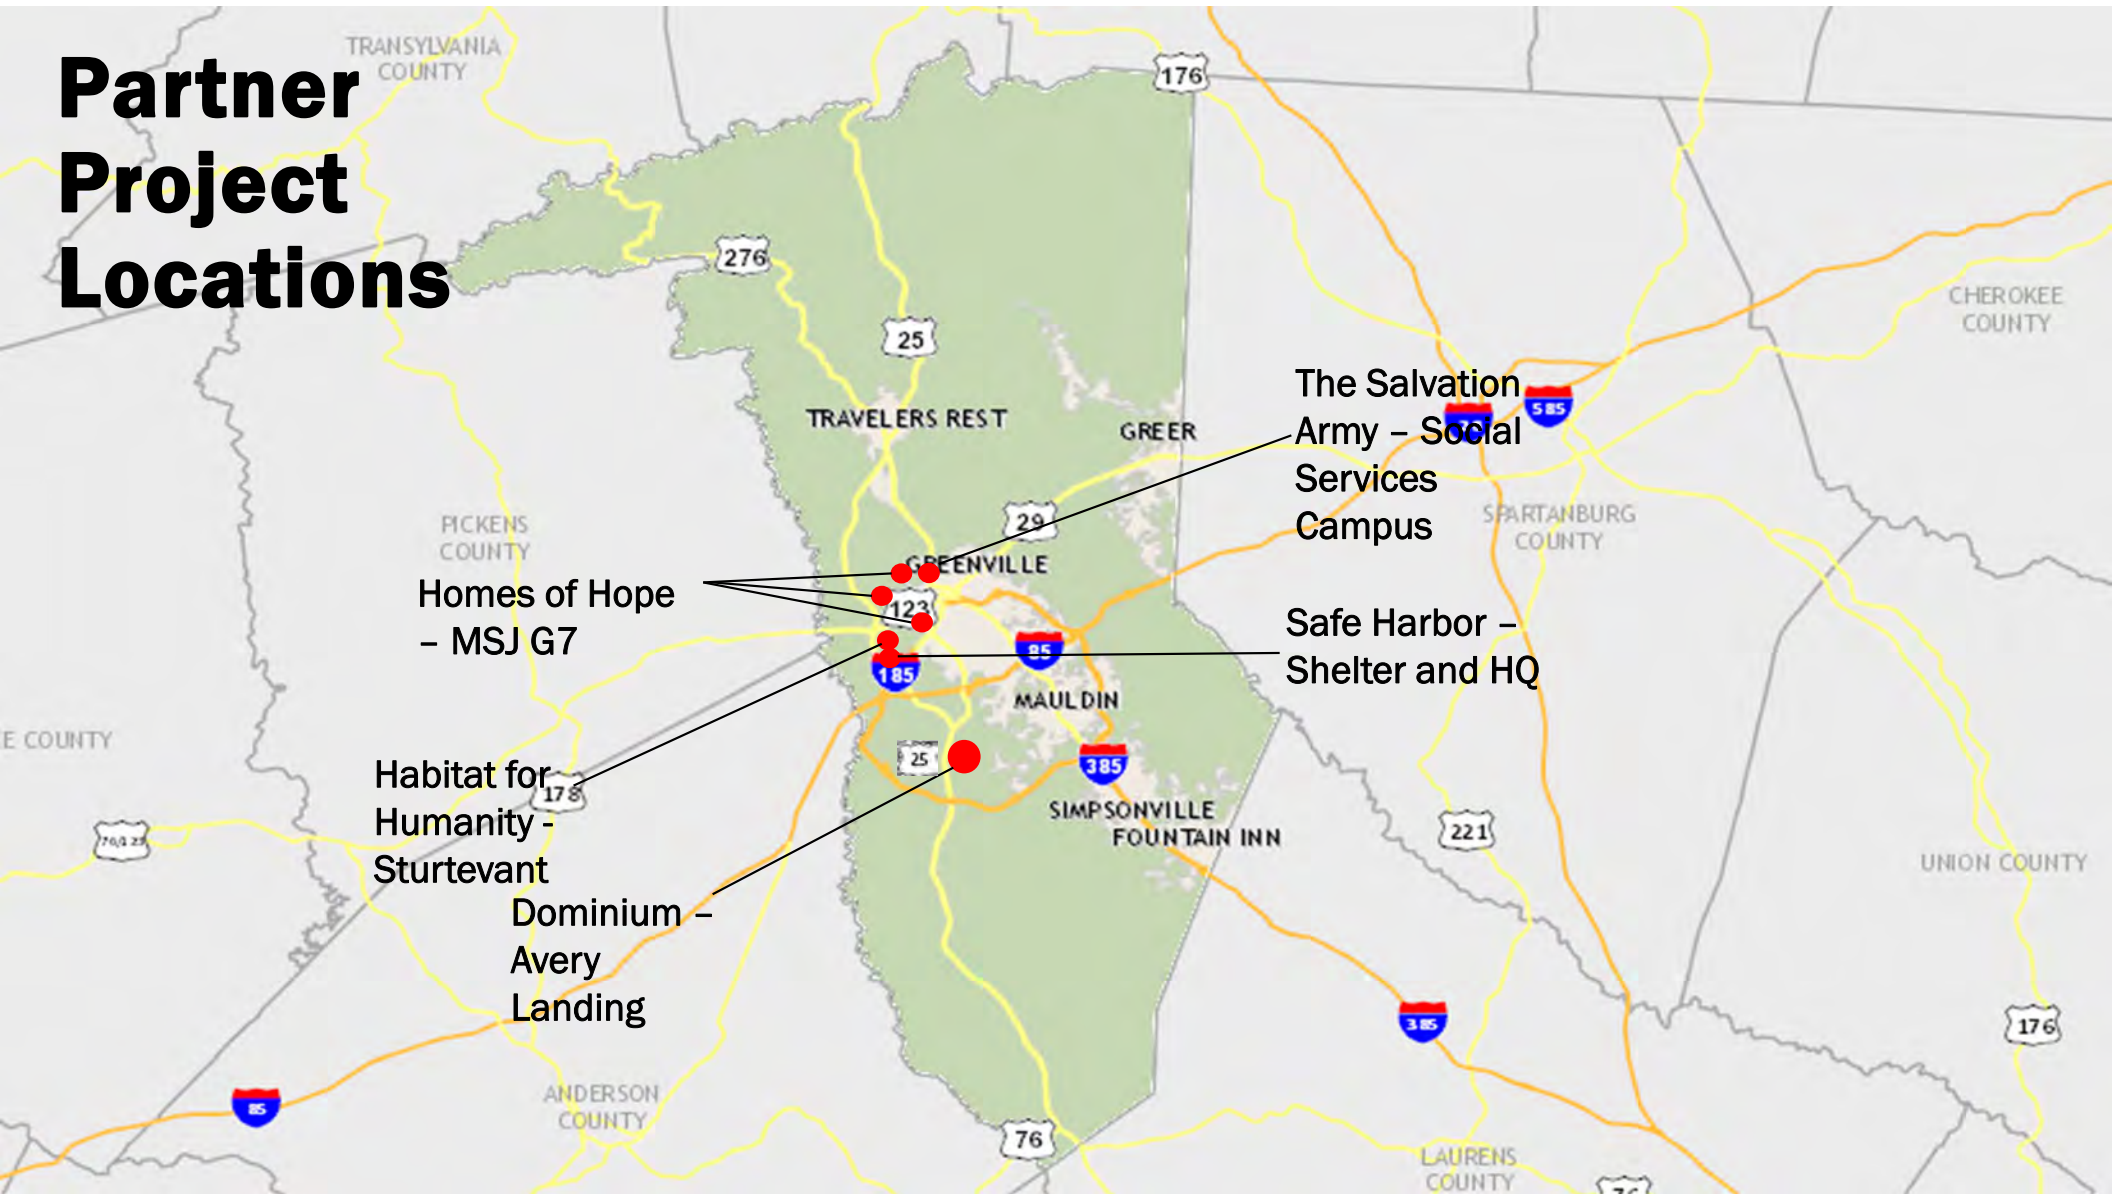 Partner
Project
Locations
TRANSYLVANIA
COUNTY
176
276
25
TRAVELERS REST
GREER
CHEROKEE
COUNTY
The Salvation
Army – Social
Services
Campus
585
29
PICKENS
COUNTY
SPARTANBURG
COUNTY
GREENVILLE
Homes of Hope
– MSJ G7
123
Safe Harbor –
Shelter and HQ
85
185
MAULDIN
E COUNTY
25
385
Habitat for
Humanity -
Sturtevant
178
SIMPSONVILLE
FOUNTAIN INN
221
UNION COUNTY
Dominium –
Avery
Landing
385
176
85
ANDERSON
COUNTY
76
LAURENS
COUNTY
76